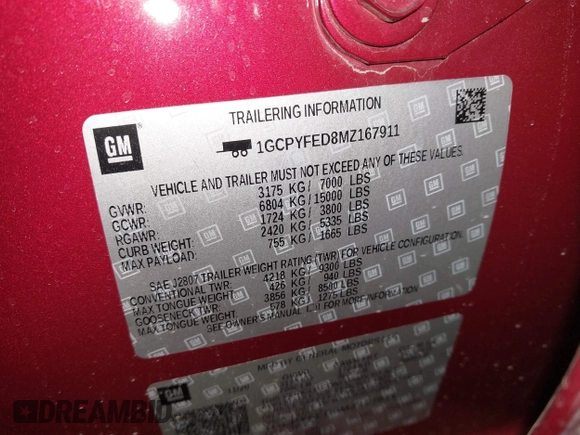 GM
TRAILERING INFORMATION
1GCPYFED8MZ167911
VEHICLE AND TRAILER MUST NOT EXCEED ANY OF THESE VALUES.
GVWR: 3175 KG / 7000 LBS
GCWR: 6804 KG / 15000 LBS
RGAWR: 1724 KG / 3800 LBS
CURB WEIGHT: 2420 KG / 5335 LBS
MAX PAYLOAD: 755 KG / 1665 LBS
SAE J2807 TRAILER WEIGHT RATING (TWR) FOR VEHICLE CONFIGURATION.
CONVENTIONAL TWR: 4218 KG / 9300 LBS
MAX TONGUE WEIGHT: 426 KG / 940 LBS
GOOSENECK TWR: 3856 KG / 8500 LBS
MAX TONGUE WEIGHT: 578 KG / 1275 LBS
SEE OWNER'S MANUAL FOR MORE INFORMATION.
GM
GENERAL MOTORS
DREAMBID